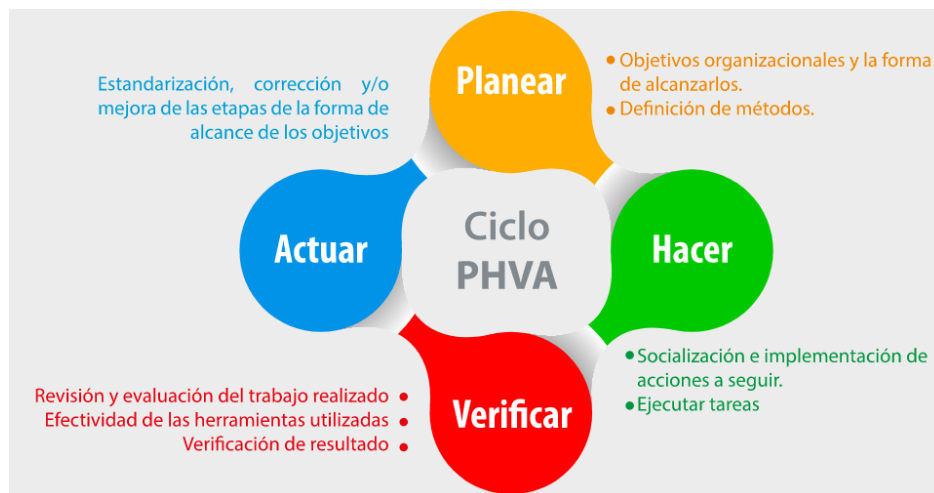 Planear
• Objetivos organizacionales y la forma
de alcanzarlos.
• Definición de métodos.
Estandarización, corrección y/o
mejora de las etapas de la forma de
alcance de los objetivos
Actuar
Ciclo
PHVA
Hacer
• Socialización e implementación de
acciones a seguir.
• Ejecutar tareas
Verificar
Revisión y evaluación del trabajo realizado •
Efectividad de las herramientas utilizadas •
Verificación de resultado •